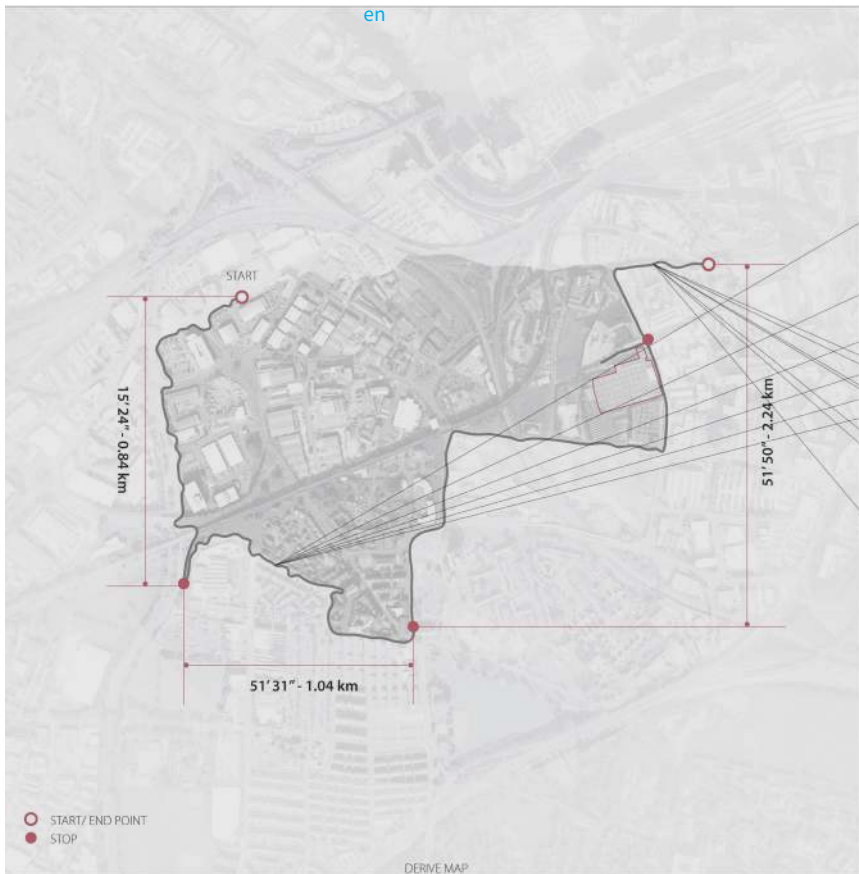 en
START
15' 24" - 0.84 km
51' 50" - 2.24 km
51' 31" - 1.04 km
START/ END POINT
STOP
DERIVE MAP